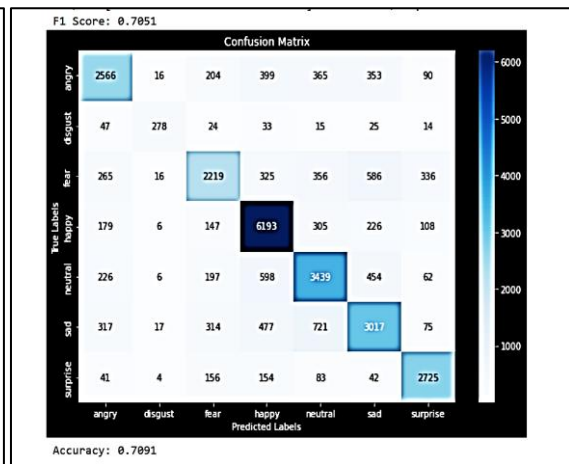 F1 Score: 0.7051
Confusion Matrix
angry 2566 16 204 399 365 353 90
disgust 47 278 24 33 15 25 14
fear 265 16 2219 325 356 586 336
happy 179 6 147 6193 305 226 108
neutral 226 6 197 598 3439 454 62
sad 317 17 314 477 721 3017 75
surprise 41 4 156 154 83 42 2725
angry disgust fear happy neutral sad surprise
True Labels
Predicted Labels
6000
5000
4000
3000
2000
1000
Accuracy: 0.7091